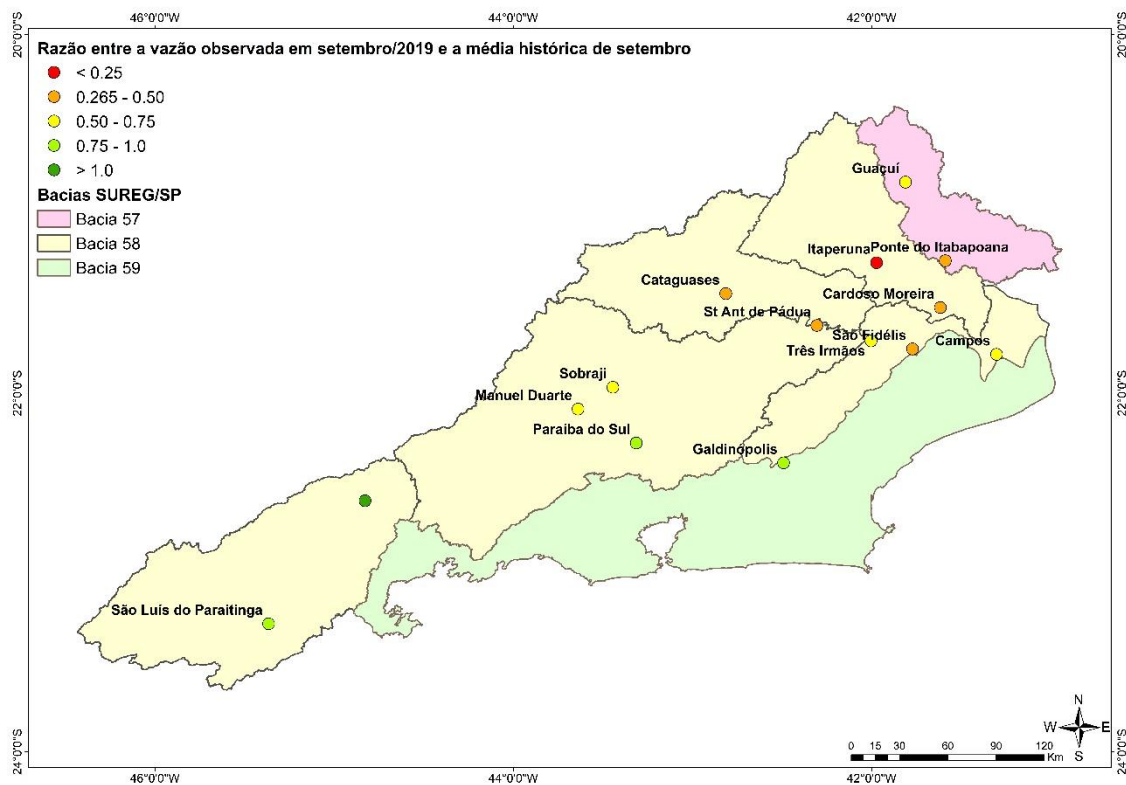 46°0'0"W
44°0'0"W
42°0'0"W
20°0'0"S
20°0'0"S
Razão entre a vazão observada em setembro/2019 e a média histórica de setembro
< 0.25
0.265 - 0.50
0.50 - 0.75
0.75 - 1.0
> 1.0
Bacias SUREG/SP
Bacia 57
Bacia 58
Bacia 59
Guaçuí
Itaperuna
Ponte do Itabapoana
Cataguases
Cardoso Moreira
St Ant de Pádua
São Fidélis
Campos
Três Irmãos
22°0'0"S
22°0'0"S
Sobraji
Manuel Duarte
Paraíba do Sul
Galdinópolis
São Luís do Paraitinga
N
W
E
S
0 15 30 60 90 120
Km
24°0'0"S
24°0'0"S
46°0'0"W
44°0'0"W
42°0'0"W